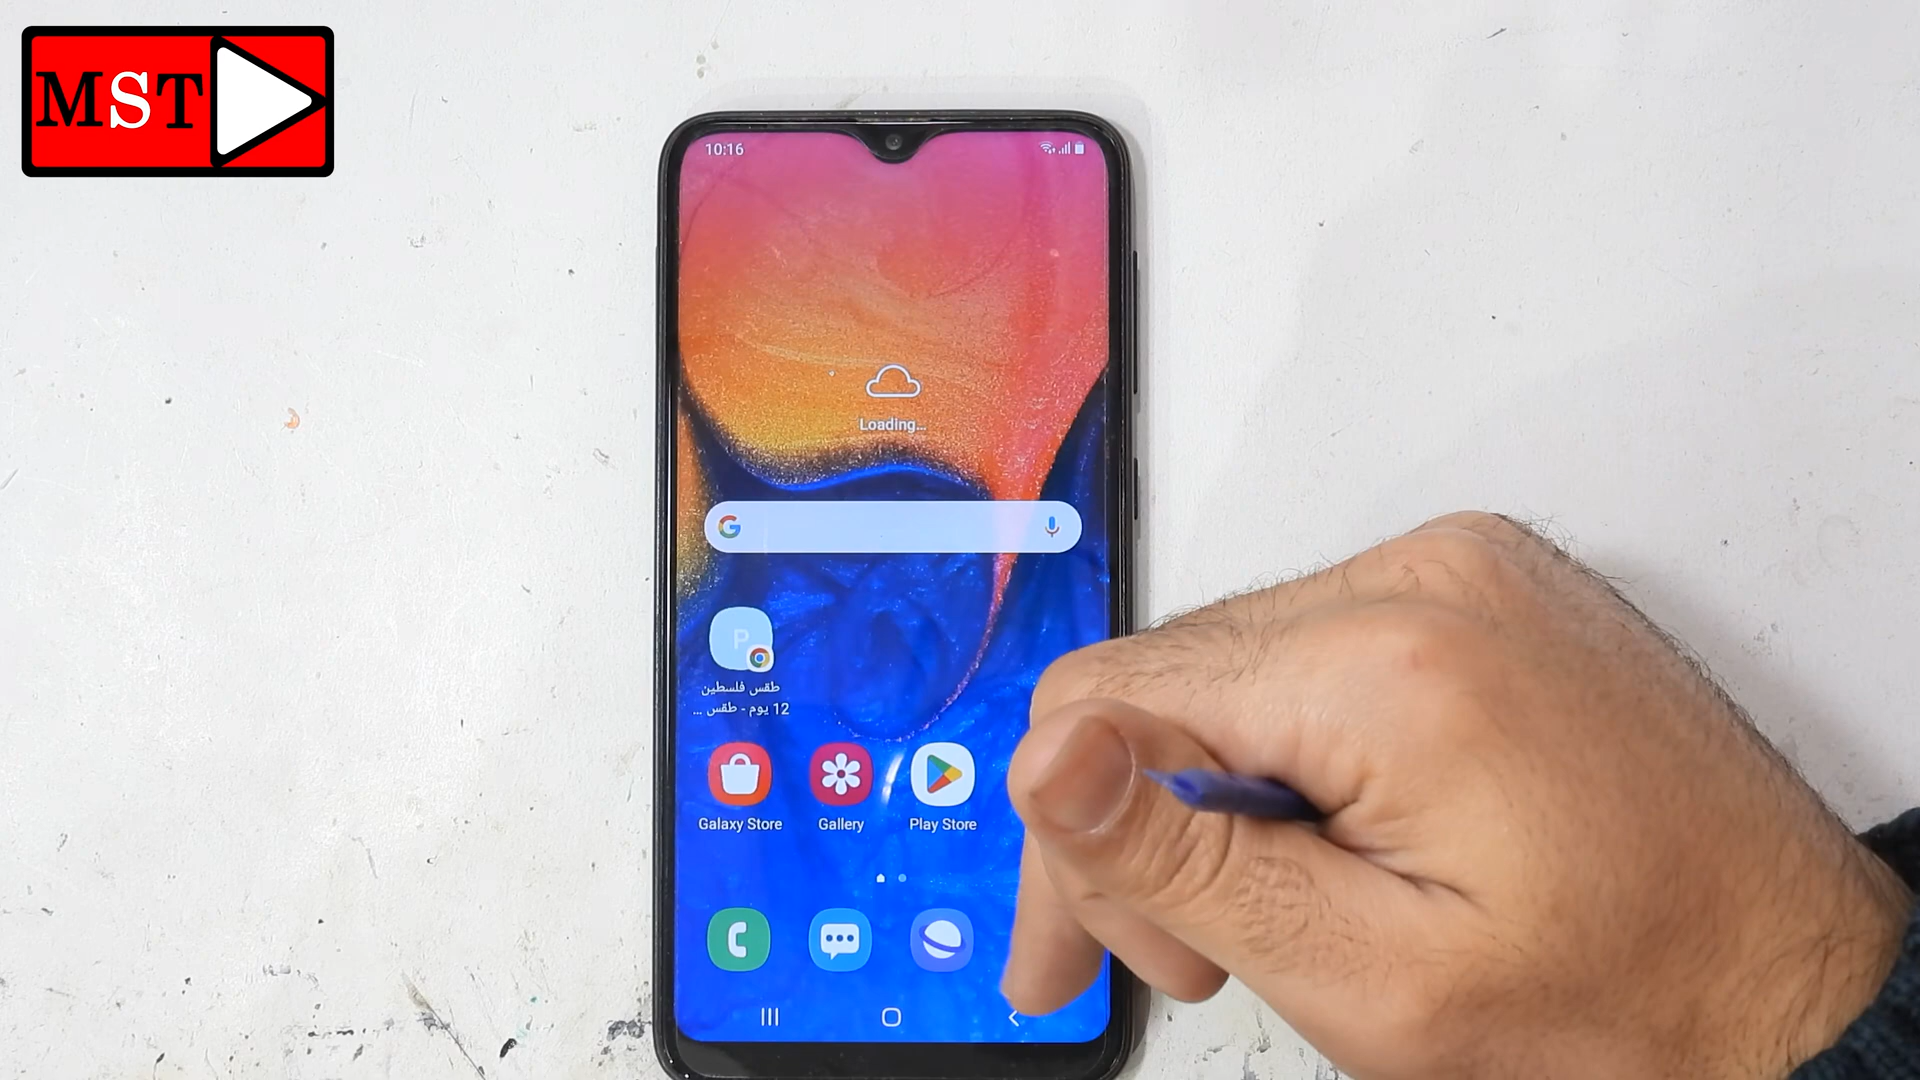 MST
10:16
Loading...
G
P
طقس فلسطين
12 يوم - طقس ...
Galaxy Store
Gallery
Play Store